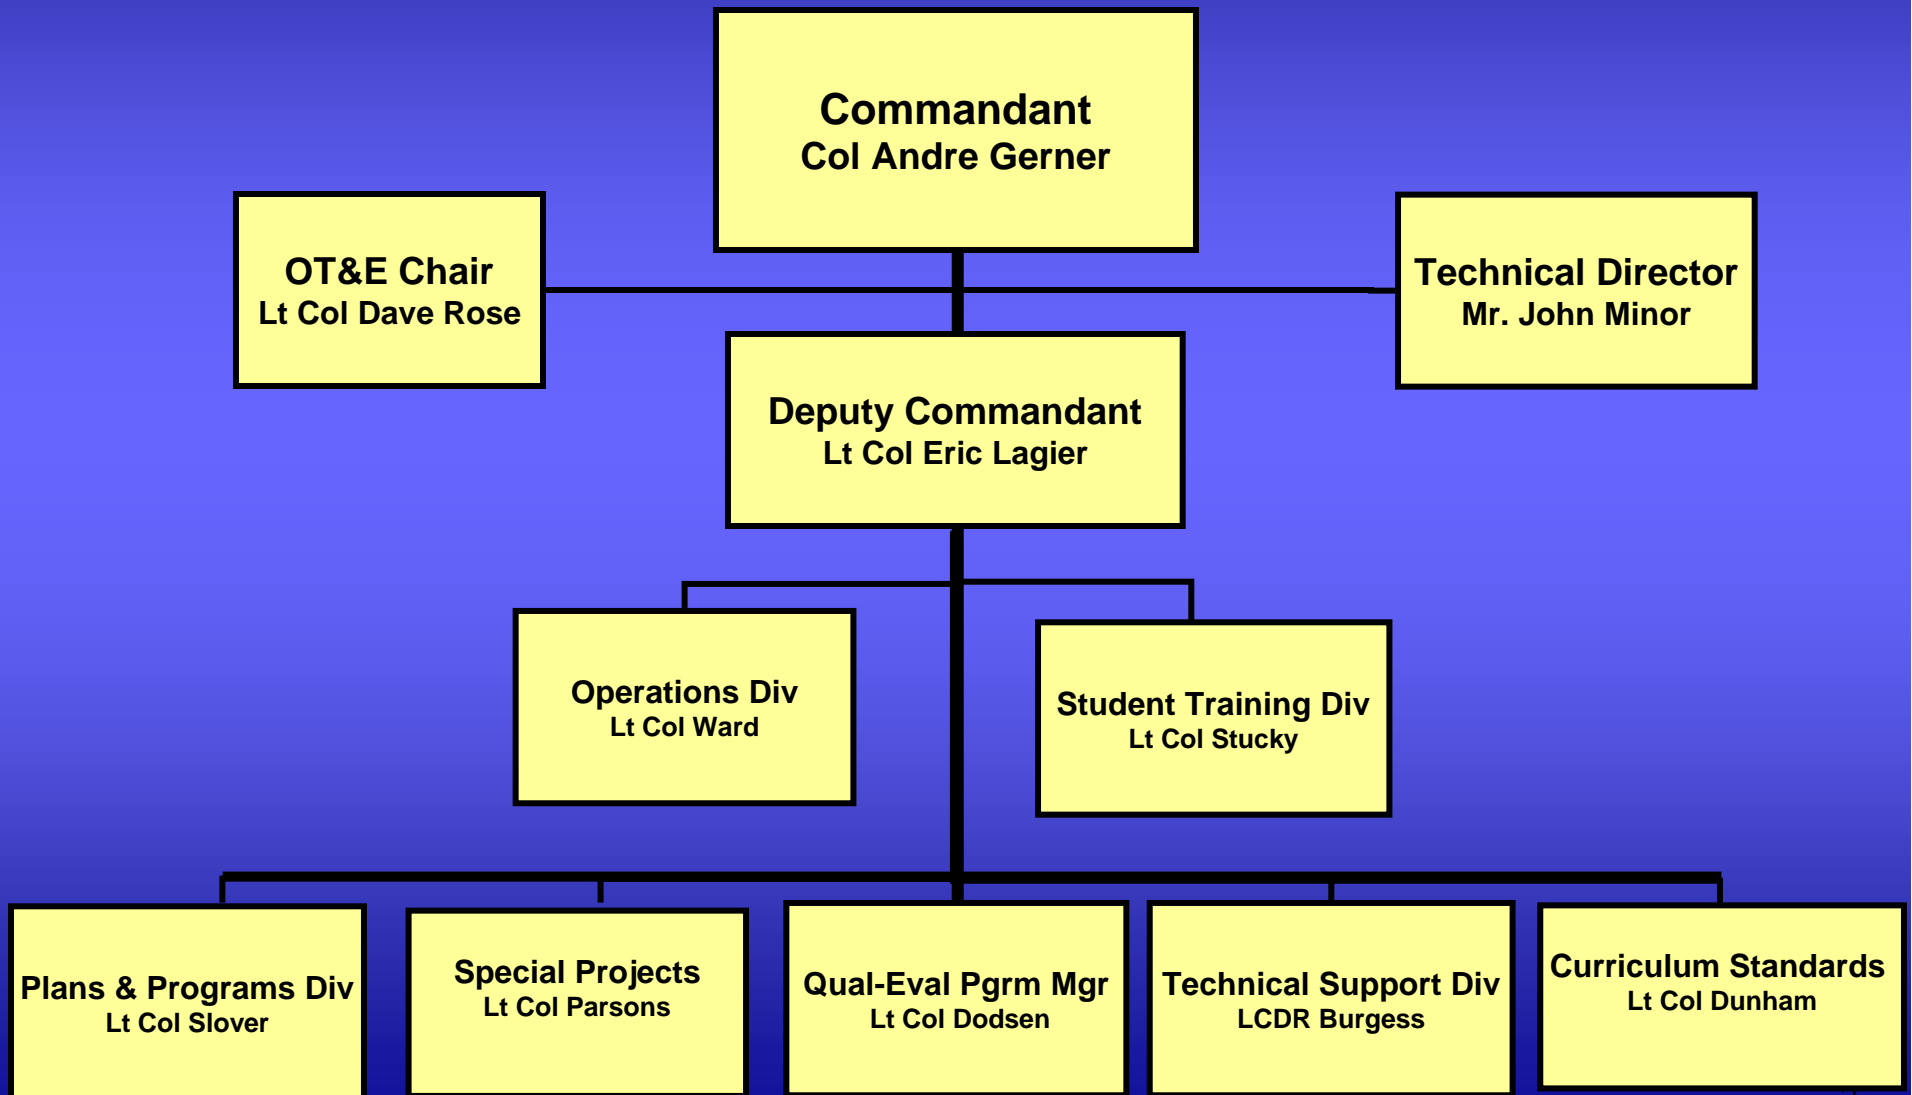 Commandant
Col Andre Gerner
OT&E Chair
Lt Col Dave Rose
Technical Director
Mr. John Minor
Deputy Commandant
Lt Col Eric Lagier
Operations Div
Lt Col Ward
Student Training Div
Lt Col Stucky
Plans & Programs Div
Lt Col Slover
Special Projects
Lt Col Parsons
Qual-Eval Pgrm Mgr
Lt Col Dodsen
Technical Support Div
LCDR Burgess
Curriculum Standards
Lt Col Dunham